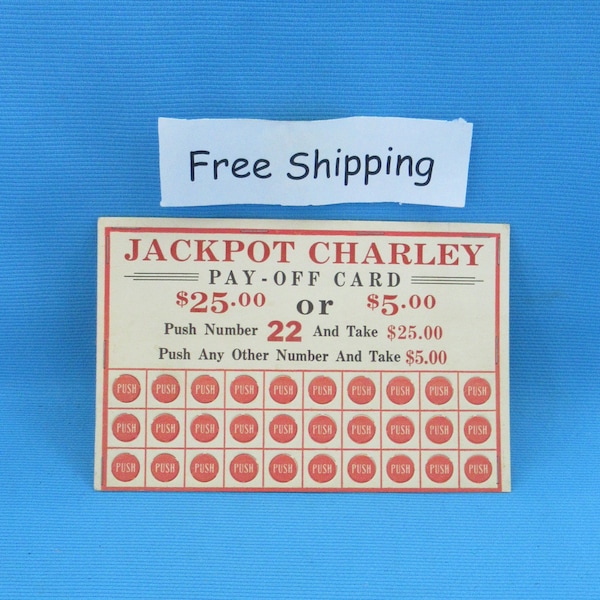 Free Shipping
JACKPOT CHARLEY
PAY-OFF CARD
$25.00 or $5.00
Push Number 22 And Take $25.00
Push Any Other Number And Take $5.00
PUSH PUSH PUSH PUSH PUSH PUSH PUSH PUSH PUSH PUSH
PUSH PUSH PUSH PUSH PUSH PUSH PUSH PUSH PUSH PUSH
PUSH PUSH PUSH PUSH PUSH PUSH PUSH PUSH PUSH PUSH